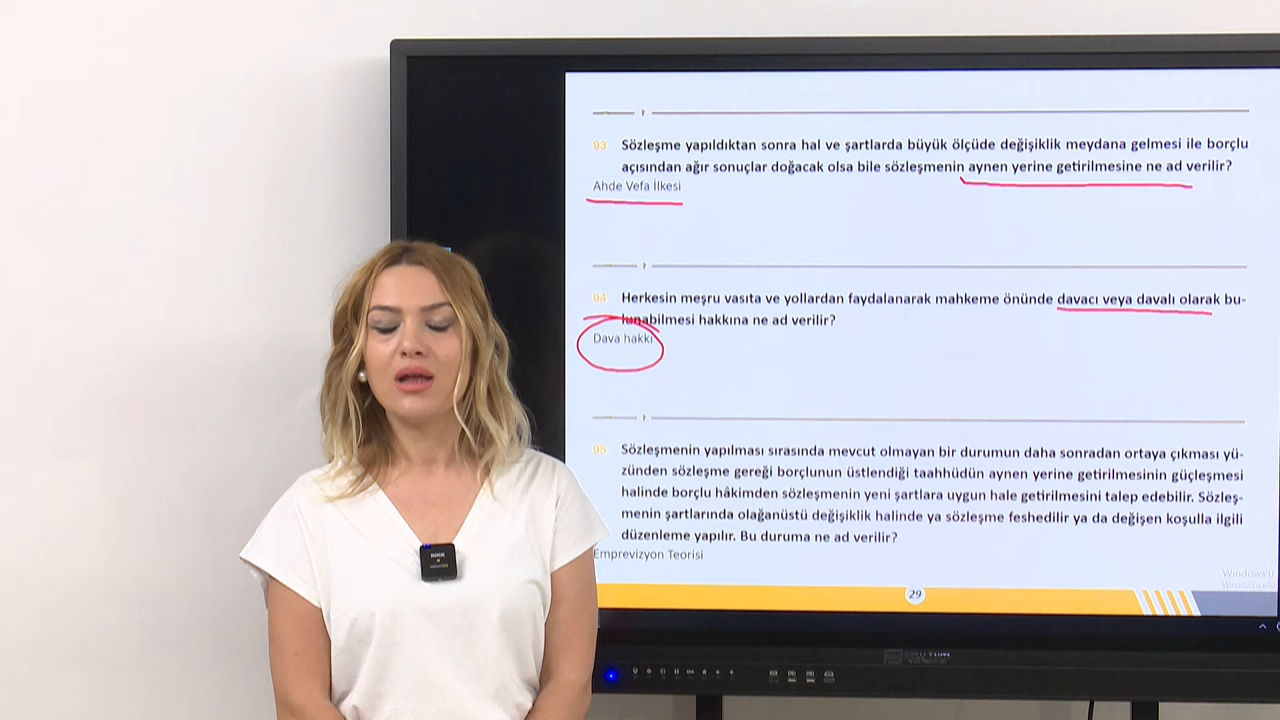 93. Sözleşme yapıldıktan sonra hal ve şartlarda büyük ölçüde değişiklik meydana gelmesi ile borçlu
açısından ağır sonuçlar doğacak olsa bile sözleşmenin aynen yerine getirilmesine ne ad verilir?
Ahde Vefa İlkesi
94. Herkesin meşru vasıta ve yollardan faydalanarak mahkeme önünde davacı veya davalı olarak bu-
lunabilmesi hakkına ne ad verilir?
Dava hakkı
95. Sözleşmenin yapılması sırasında mevcut olmayan bir durumun daha sonradan ortaya çıkması yü-
zünden sözleşme gereği borçlunun üstlendiği taahhüdün aynen yerine getirilmesinin güçleşmesi
halinde borçlu hâkimden sözleşmenin yeni şartlara uygun hale getirilmesini talep edebilir. Sözleş-
menin şartlarında olağanüstü değişiklik halinde ya sözleşme feshedilir ya da değişen koşulla ilgili
düzenleme yapılır. Bu duruma ne ad verilir?
Emprevizyon Teorisi
Windows'u
29